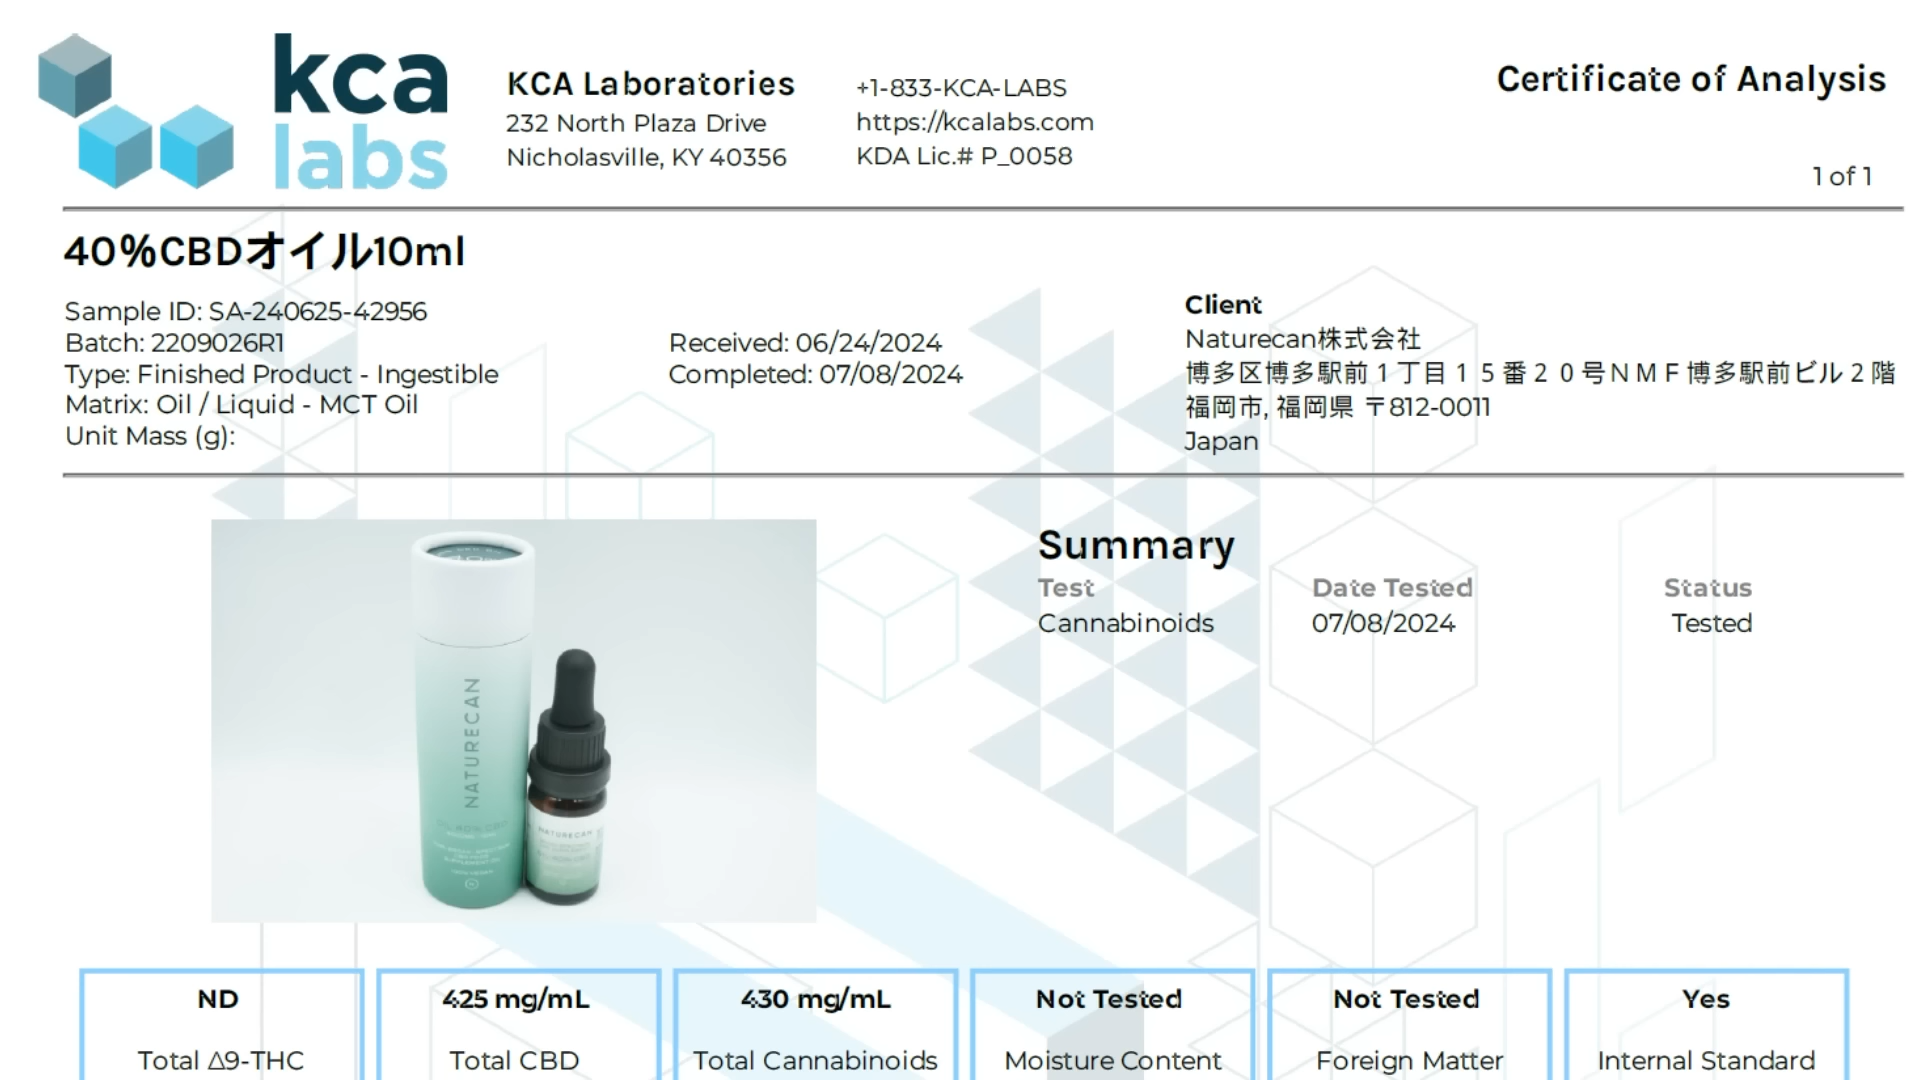 kca
labs
KCA Laboratories
232 North Plaza Drive
Nicholasville, KY 40356
+1-833-KCA-LABS
https://kcalabs.com
KDA Lic.# P_0058
Certificate of Analysis
1 of 1
40%CBDオイル10ml
Sample ID: SA-240625-42956
Batch: 2209026R1
Type: Finished Product - Ingestible
Matrix: Oil / Liquid - MCT Oil
Unit Mass (g):
Received: 06/24/2024
Completed: 07/08/2024
Client
Naturecan株式会社
博多区博多駅前１丁目１５番２０号ＮＭＦ博多駅前ビル２階
福岡市, 福岡県 〒812-0011
Japan
NATURECAN
NATURECAN
Summary
Test Date Tested Status
Cannabinoids 07/08/2024 Tested
ND
Total Δ9-THC
425 mg/mL
Total CBD
430 mg/mL
Total Cannabinoids
Not Tested
Moisture Content
Not Tested
Foreign Matter
Yes
Internal Standard